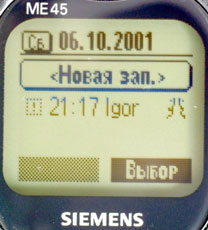 ME45
Сб 06.10.2001
<Новая зап.>
21:17 Igor
Выбор
SIEMENS